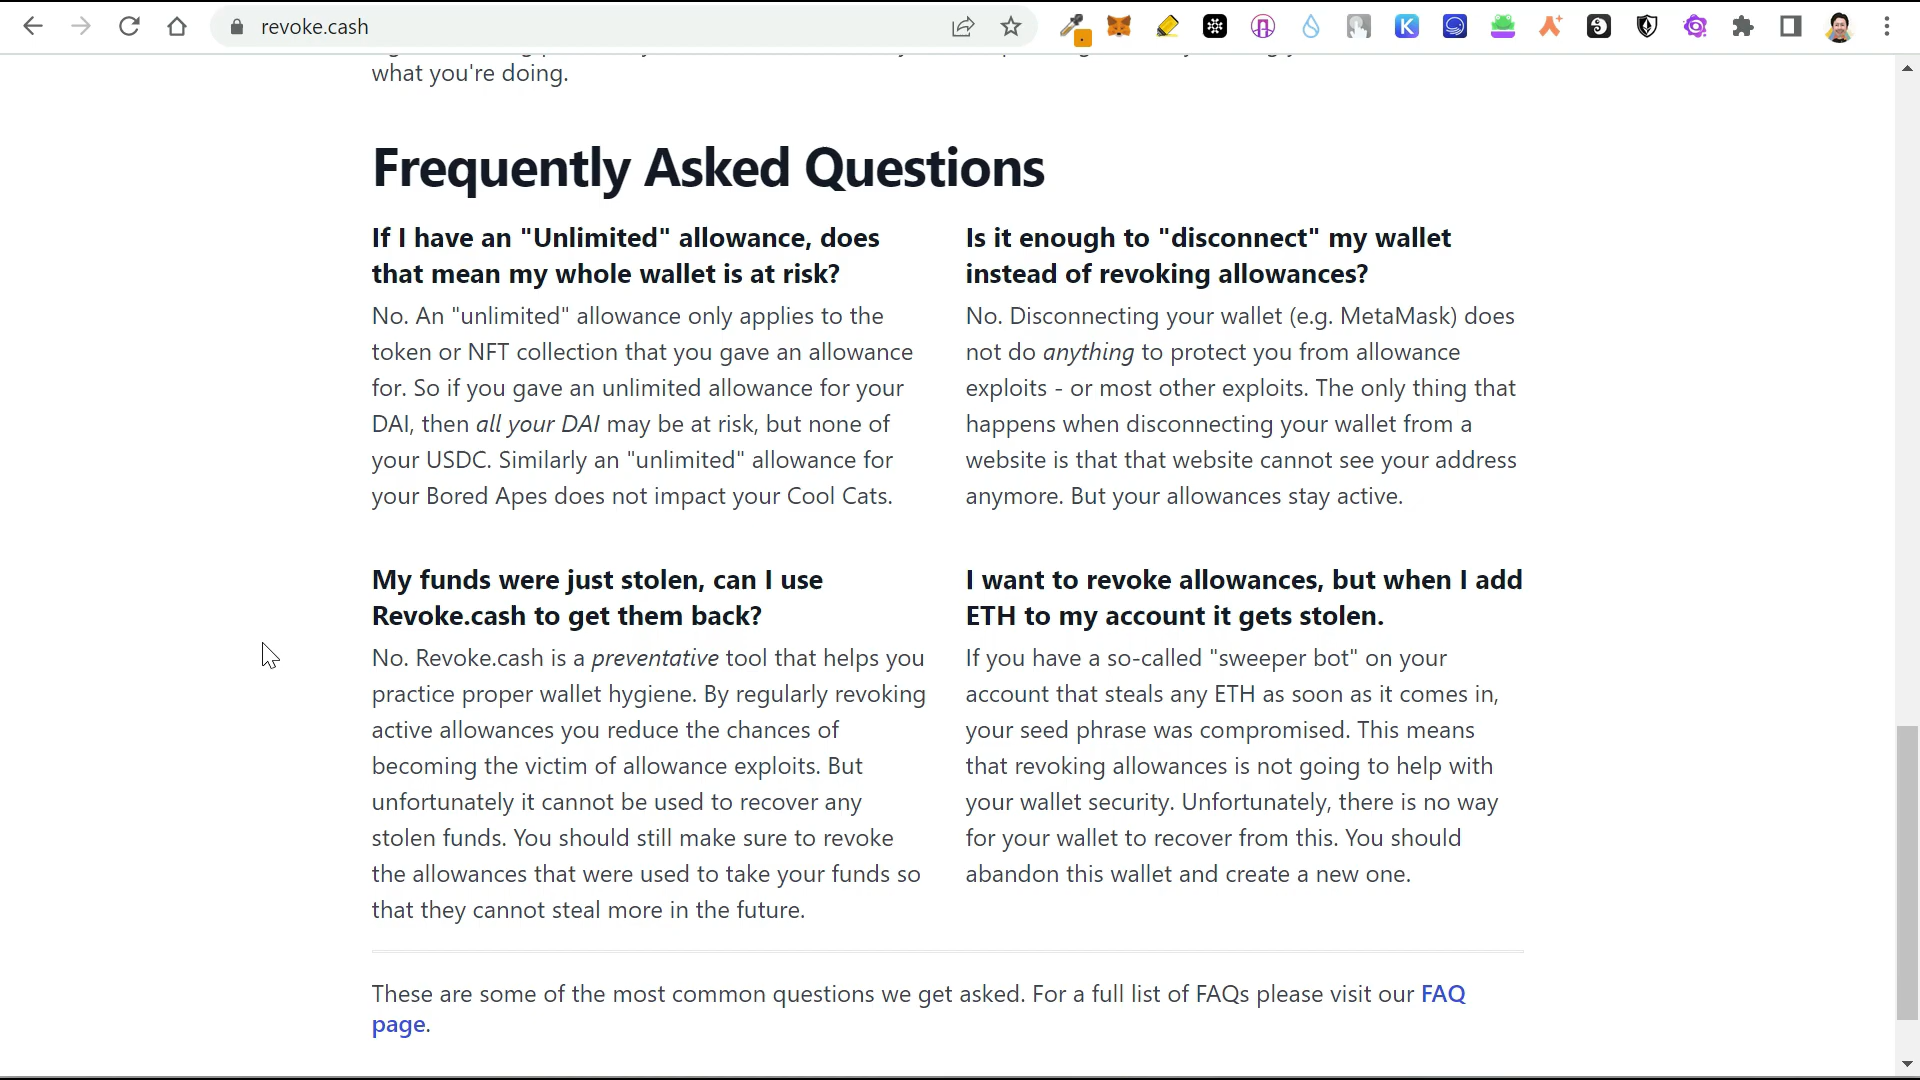 revoke.cash
what you're doing.
Frequently Asked Questions
If I have an "Unlimited" allowance, does
that mean my whole wallet is at risk?
No. An "unlimited" allowance only applies to the
token or NFT collection that you gave an allowance
for. So if you gave an unlimited allowance for your
DAI, then all your DAI may be at risk, but none of
your USDC. Similarly an "unlimited" allowance for
your Bored Apes does not impact your Cool Cats.
Is it enough to "disconnect" my wallet
instead of revoking allowances?
No. Disconnecting your wallet (e.g. MetaMask) does
not do anything to protect you from allowance
exploits - or most other exploits. The only thing that
happens when disconnecting your wallet from a
website is that that website cannot see your address
anymore. But your allowances stay active.
My funds were just stolen, can I use
Revoke.cash to get them back?
No. Revoke.cash is a preventative tool that helps you
practice proper wallet hygiene. By regularly revoking
active allowances you reduce the chances of
becoming the victim of allowance exploits. But
unfortunately it cannot be used to recover any
stolen funds. You should still make sure to revoke
the allowances that were used to take your funds so
that they cannot steal more in the future.
I want to revoke allowances, but when I add
ETH to my account it gets stolen.
If you have a so-called "sweeper bot" on your
account that steals any ETH as soon as it comes in,
your seed phrase was compromised. This means
that revoking allowances is not going to help with
your wallet security. Unfortunately, there is no way
for your wallet to recover from this. You should
abandon this wallet and create a new one.
These are some of the most common questions we get asked. For a full list of FAQs please visit our FAQ
page.